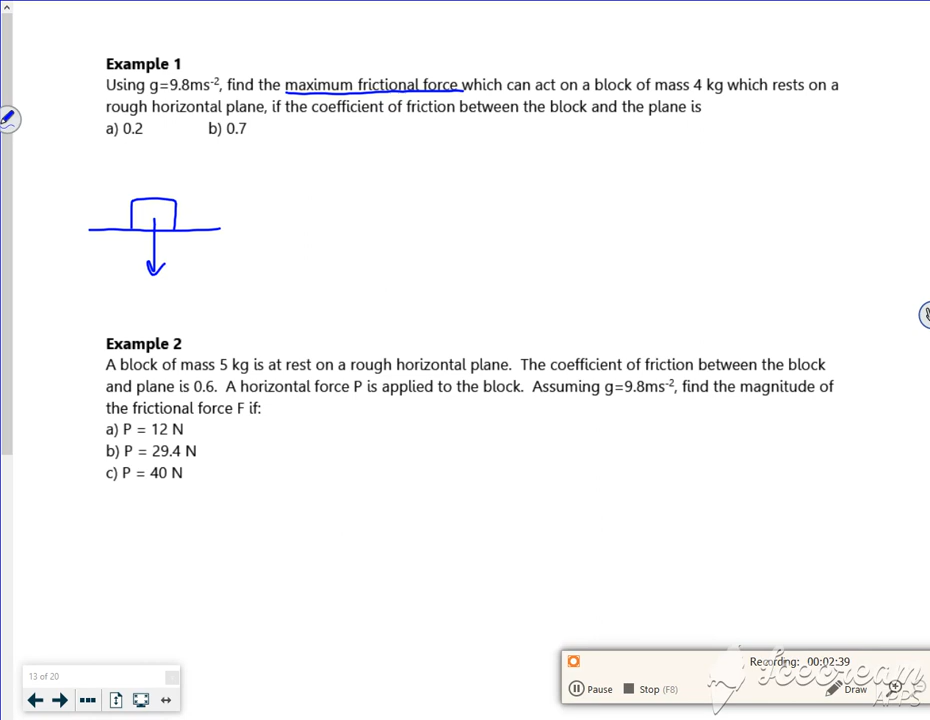 Example 1
Using g=9.8ms⁻², find the maximum frictional force which can act on a block of mass 4 kg which rests on a
rough horizontal plane, if the coefficient of friction between the block and the plane is
a) 0.2 b) 0.7
Example 2
A block of mass 5 kg is at rest on a rough horizontal plane. The coefficient of friction between the block
and plane is 0.6. A horizontal force P is applied to the block. Assuming g=9.8ms⁻², find the magnitude of
the frictional force F if:
a) P = 12 N
b) P = 29.4 N
c) P = 40 N
13 of 20
Recording: 00:02:39
Pause Stop (F8) Draw
Icecream
APPS